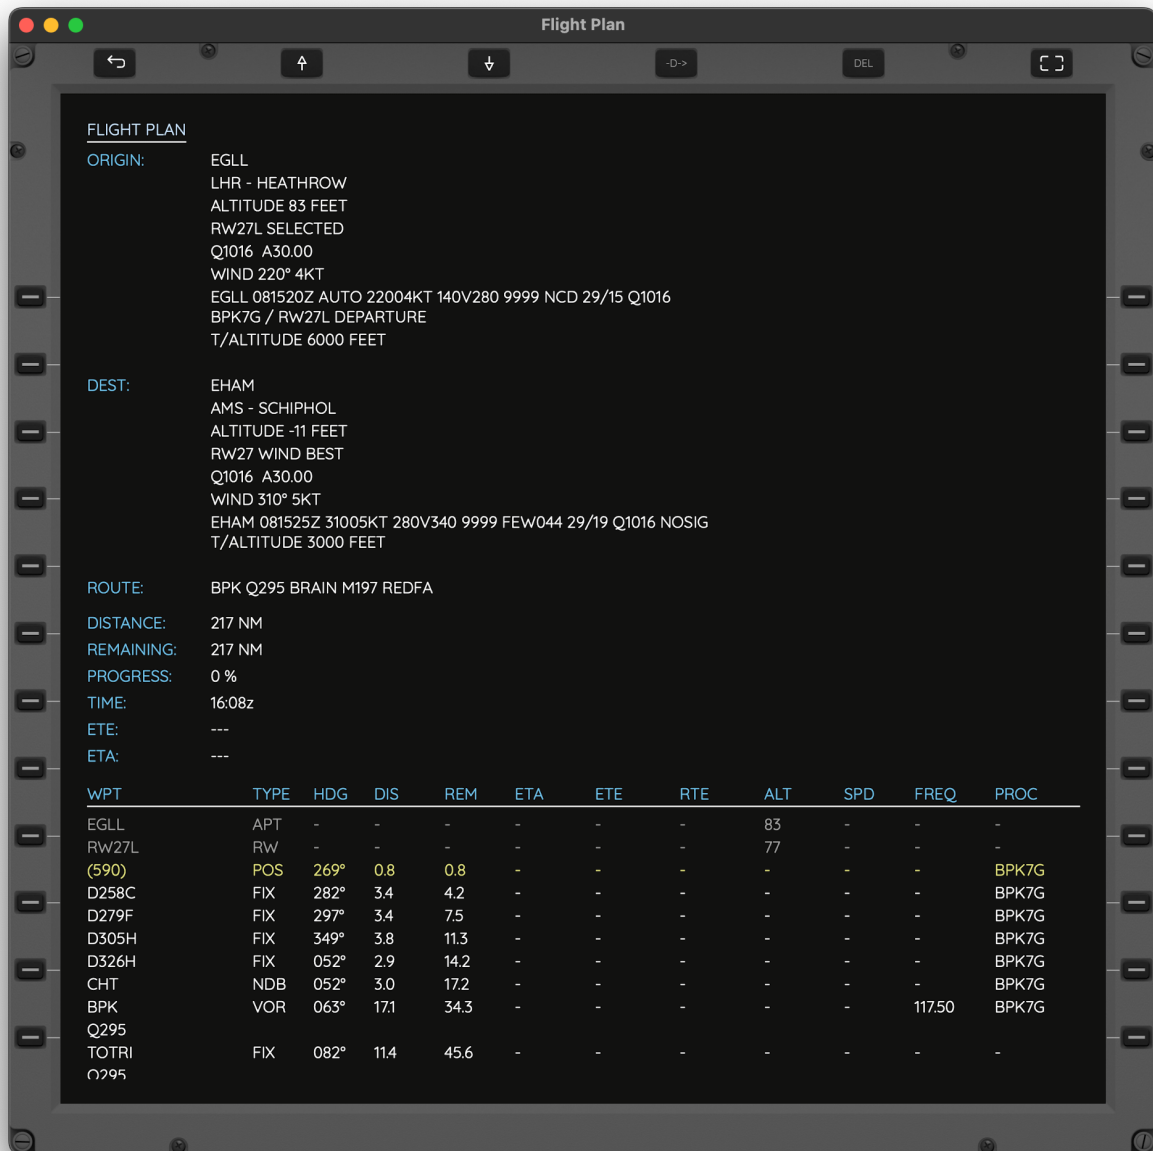 Flight Plan
-D->
DEL
FLIGHT PLAN
ORIGIN: EGLL
LHR - HEATHROW
ALTITUDE 83 FEET
RW27L SELECTED
Q1016 A30.00
WIND 220° 4KT
EGLL 081520Z AUTO 22004KT 140V280 9999 NCD 29/15 Q1016
BPK7G / RW27L DEPARTURE
T/ALTITUDE 6000 FEET
DEST: EHAM
AMS - SCHIPHOL
ALTITUDE -11 FEET
RW27 WIND BEST
Q1016 A30.00
WIND 310° 5KT
EHAM 081525Z 31005KT 280V340 9999 FEW044 29/19 Q1016 NOSIG
T/ALTITUDE 3000 FEET
ROUTE: BPK Q295 BRAIN M197 REDFA
DISTANCE: 217 NM
REMAINING: 217 NM
PROGRESS: 0 %
TIME: 16:08z
ETE: ---
ETA: ---
WPT TYPE HDG DIS REM ETA ETE RTE ALT SPD FREQ PROC
EGLL APT - - - - - - 83 - - -
RW27L RW - - - - - - 77 - - -
(590) POS 269° 0.8 0.8 - - - - - - BPK7G
D258C FIX 282° 3.4 4.2 - - - - - - BPK7G
D279F FIX 297° 3.4 7.5 - - - - - - BPK7G
D305H FIX 349° 3.8 11.3 - - - - - - BPK7G
D326H FIX 052° 2.9 14.2 - - - - - - BPK7G
CHT NDB 052° 3.0 17.2 - - - - - - BPK7G
BPK VOR 063° 17.1 34.3 - - - - - 117.50 BPK7G
Q295
TOTRI FIX 082° 11.4 45.6 - - - - - - -
Q295